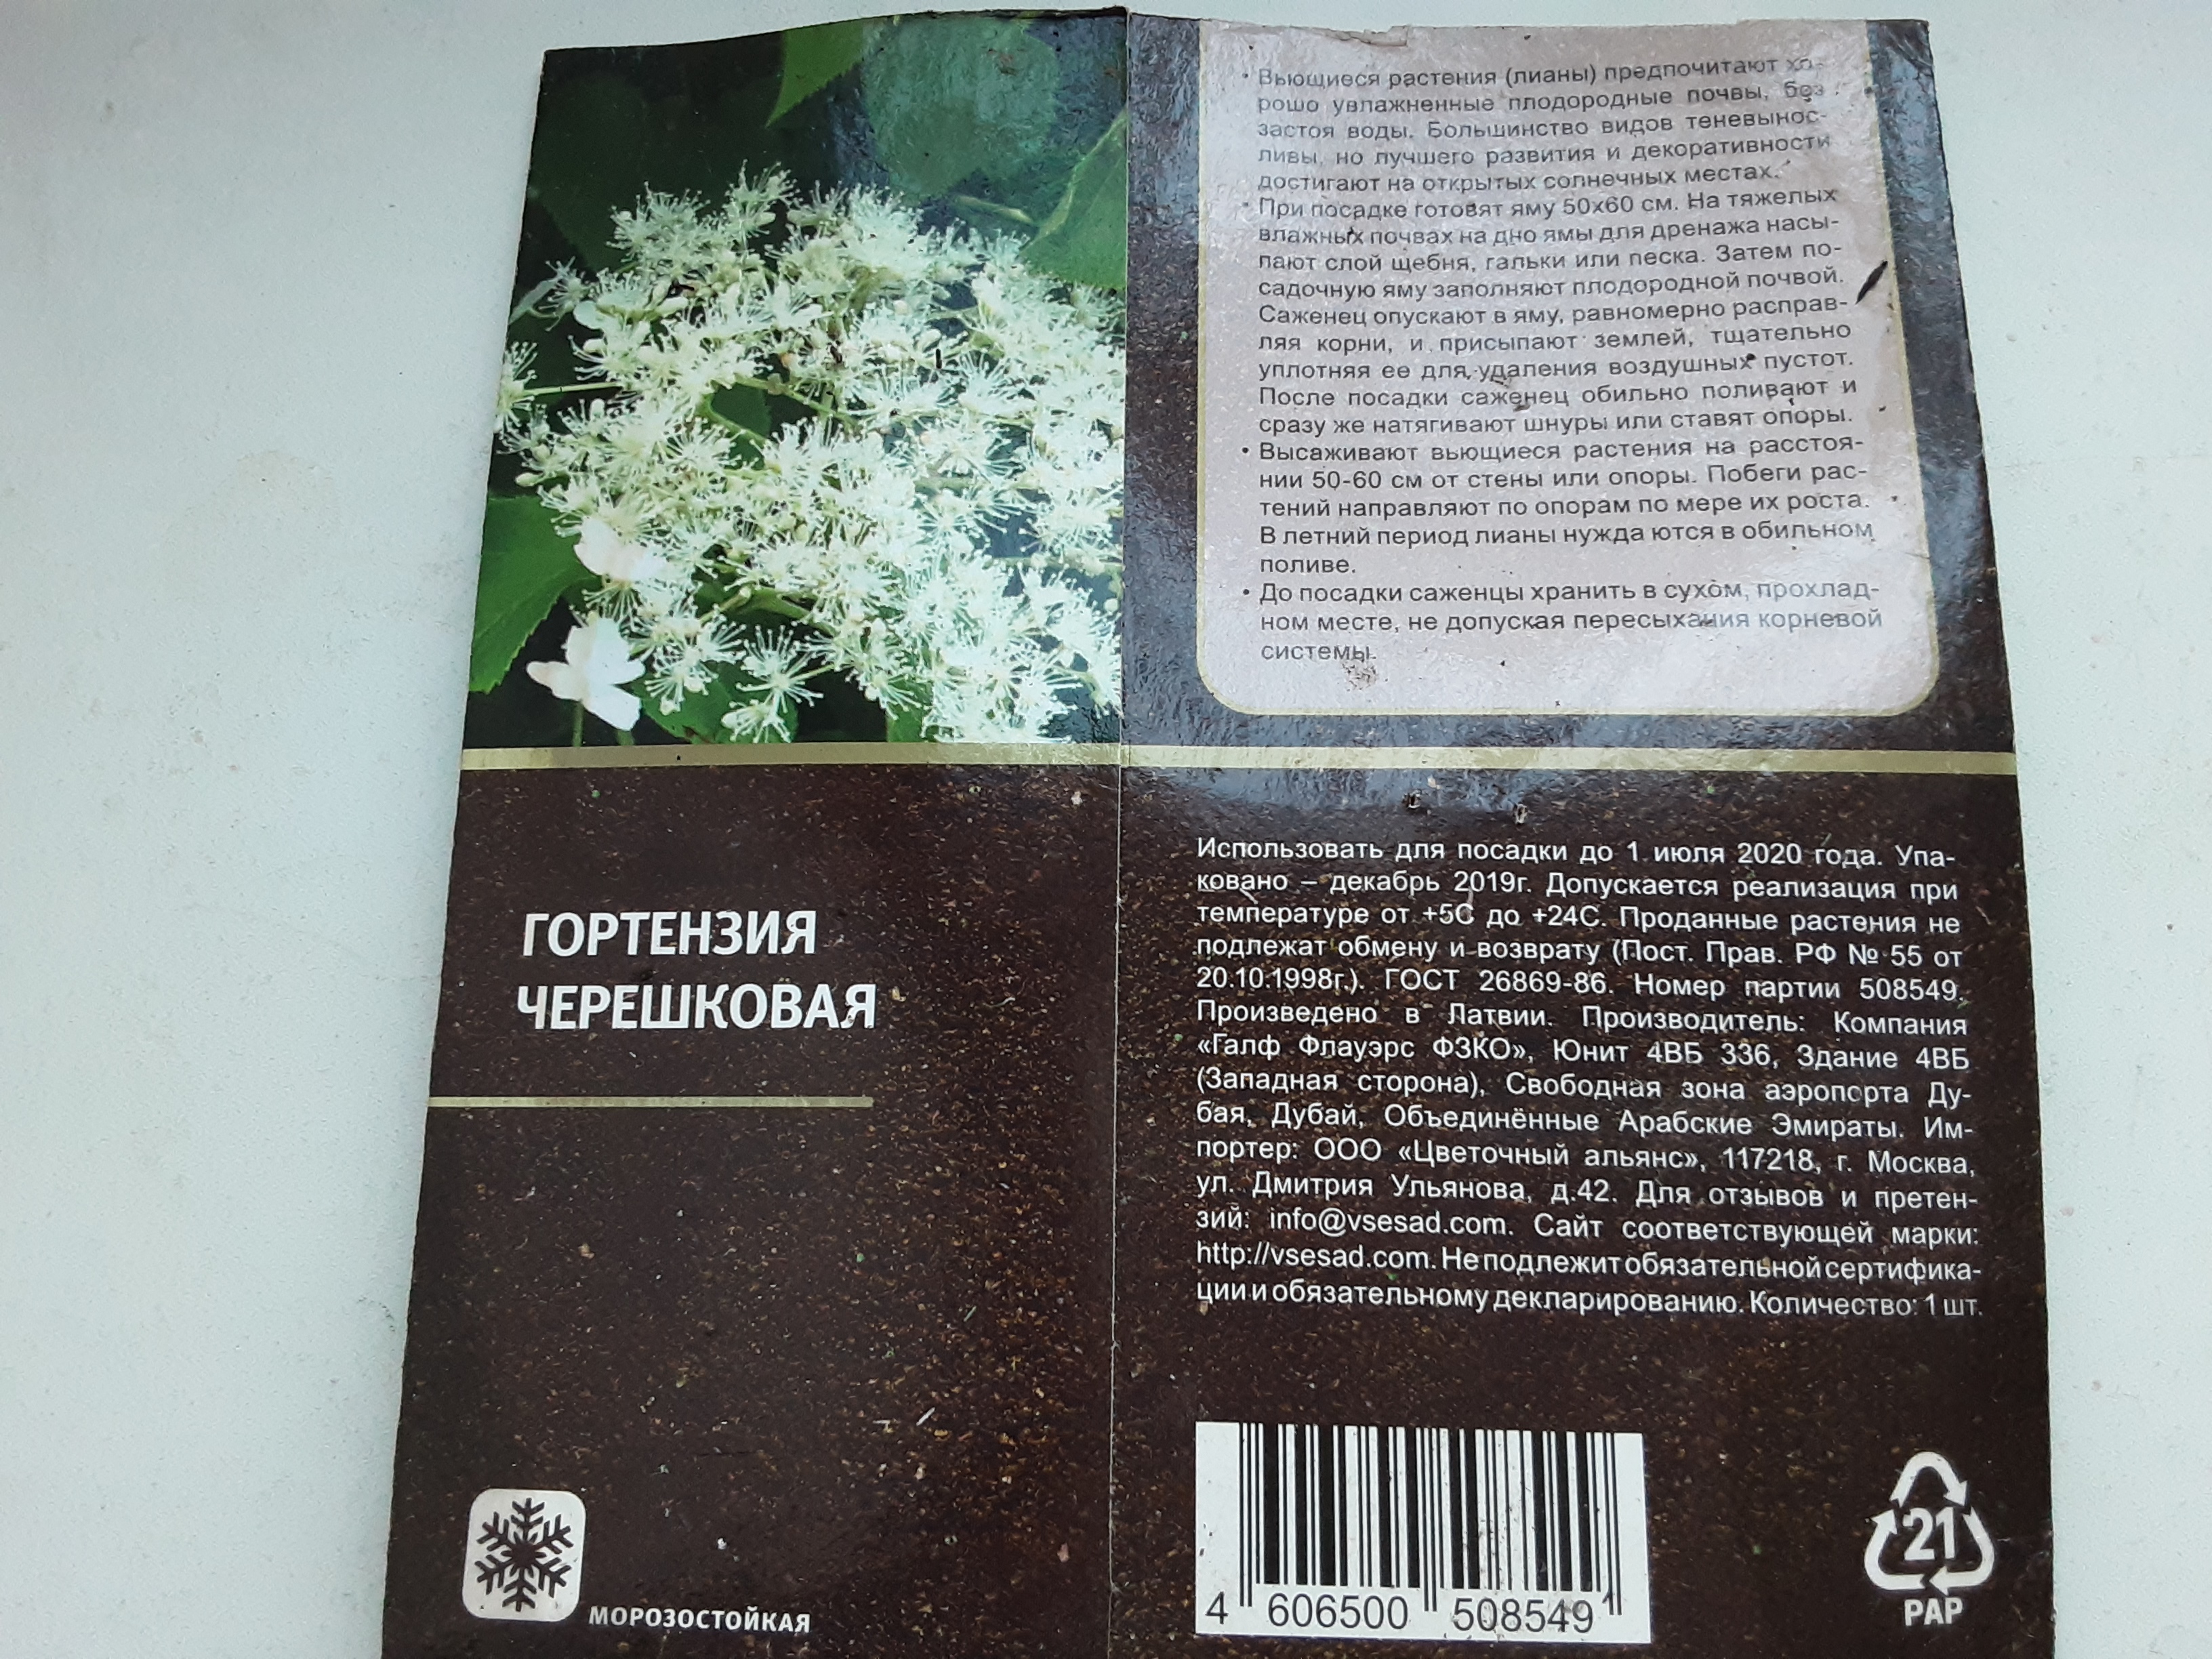 • Вьющиеся растения (лианы) предпочитают хо-
рошо увлажненные плодородные почвы, без
застоя воды. Большинство видов теневынос-
ливы, но лучшего развития и декоративности
достигают на открытых солнечных местах.
• При посадке готовят яму 50х60 см. На тяжелых
влажных почвах на дно ямы для дренажа насы-
пают слой щебня, гальки или песка. Затем по-
садочную яму заполняют плодородной почвой.
Саженец опускают в яму, равномерно расправ-
ляя корни, и присыпают землей, тщательно
уплотняя ее для удаления воздушных пустот.
После посадки саженец обильно поливают и
сразу же натягивают шнуры или ставят опоры.
• Высаживают вьющиеся растения на расстоя-
нии 50-60 см от стены или опоры. Побеги рас-
тений направляют по опорам по мере их роста.
В летний период лианы нужда ются в обильном
поливе.
• До посадки саженцы хранить в сухом, прохлад-
ном месте, не допуская пересыхания корневой
системы.
ГОРТЕНЗИЯ
ЧЕРЕШКОВАЯ
МОРОЗОСТОЙКАЯ
Использовать для посадки до 1 июля 2020 года. Упа-
ковано – декабрь 2019г. Допускается реализация при
температуре от +5С до +24С. Проданные растения не
подлежат обмену и возврату (Пост. Прав. РФ № 55 от
20.10.1998г.). ГОСТ 26869-86. Номер партии 508549.
Произведено в Латвии. Производитель: Компания
«Галф Флауэрс ФЗКО», Юнит 4ВБ 336, Здание 4ВБ
(Западная сторона), Свободная зона аэропорта Ду-
бая, Дубай, Объединённые Арабские Эмираты. Им-
портер: ООО «Цветочный альянс», 117218, г. Москва,
ул. Дмитрия Ульянова, д.42. Для отзывов и претен-
зий: info@vsesad.com. Сайт соответствующей марки:
http://vsesad.com. Не подлежит обязательной сертифика-
ции и обязательному декларированию. Количество: 1 шт.
4 606500 508549
21
PAP